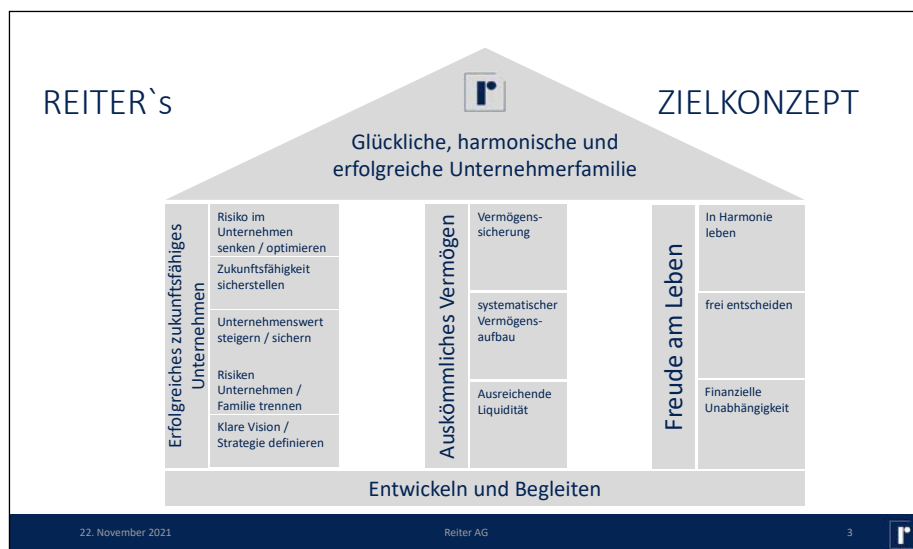 REITER`s
ZIELKONZEPT
r
Glückliche, harmonische und
erfolgreiche Unternehmerfamilie
Erfolgreiches zukunftsfähiges
Unternehmen
Risiko im
Unternehmen
senken / optimieren
Zukunftsfähigkeit
sicherstellen
Unternehmenswert
steigern / sichern
Risiken
Unternehmen /
Familie trennen
Klare Vision /
Strategie definieren
Auskömmliches Vermögen
Vermögens-
sicherung
systematischer
Vermögens-
aufbau
Ausreichende
Liquidität
Freude am Leben
In Harmonie
leben
frei entscheiden
Finanzielle
Unabhängigkeit
Entwickeln und Begleiten
22. November 2021
Reiter AG
3
r